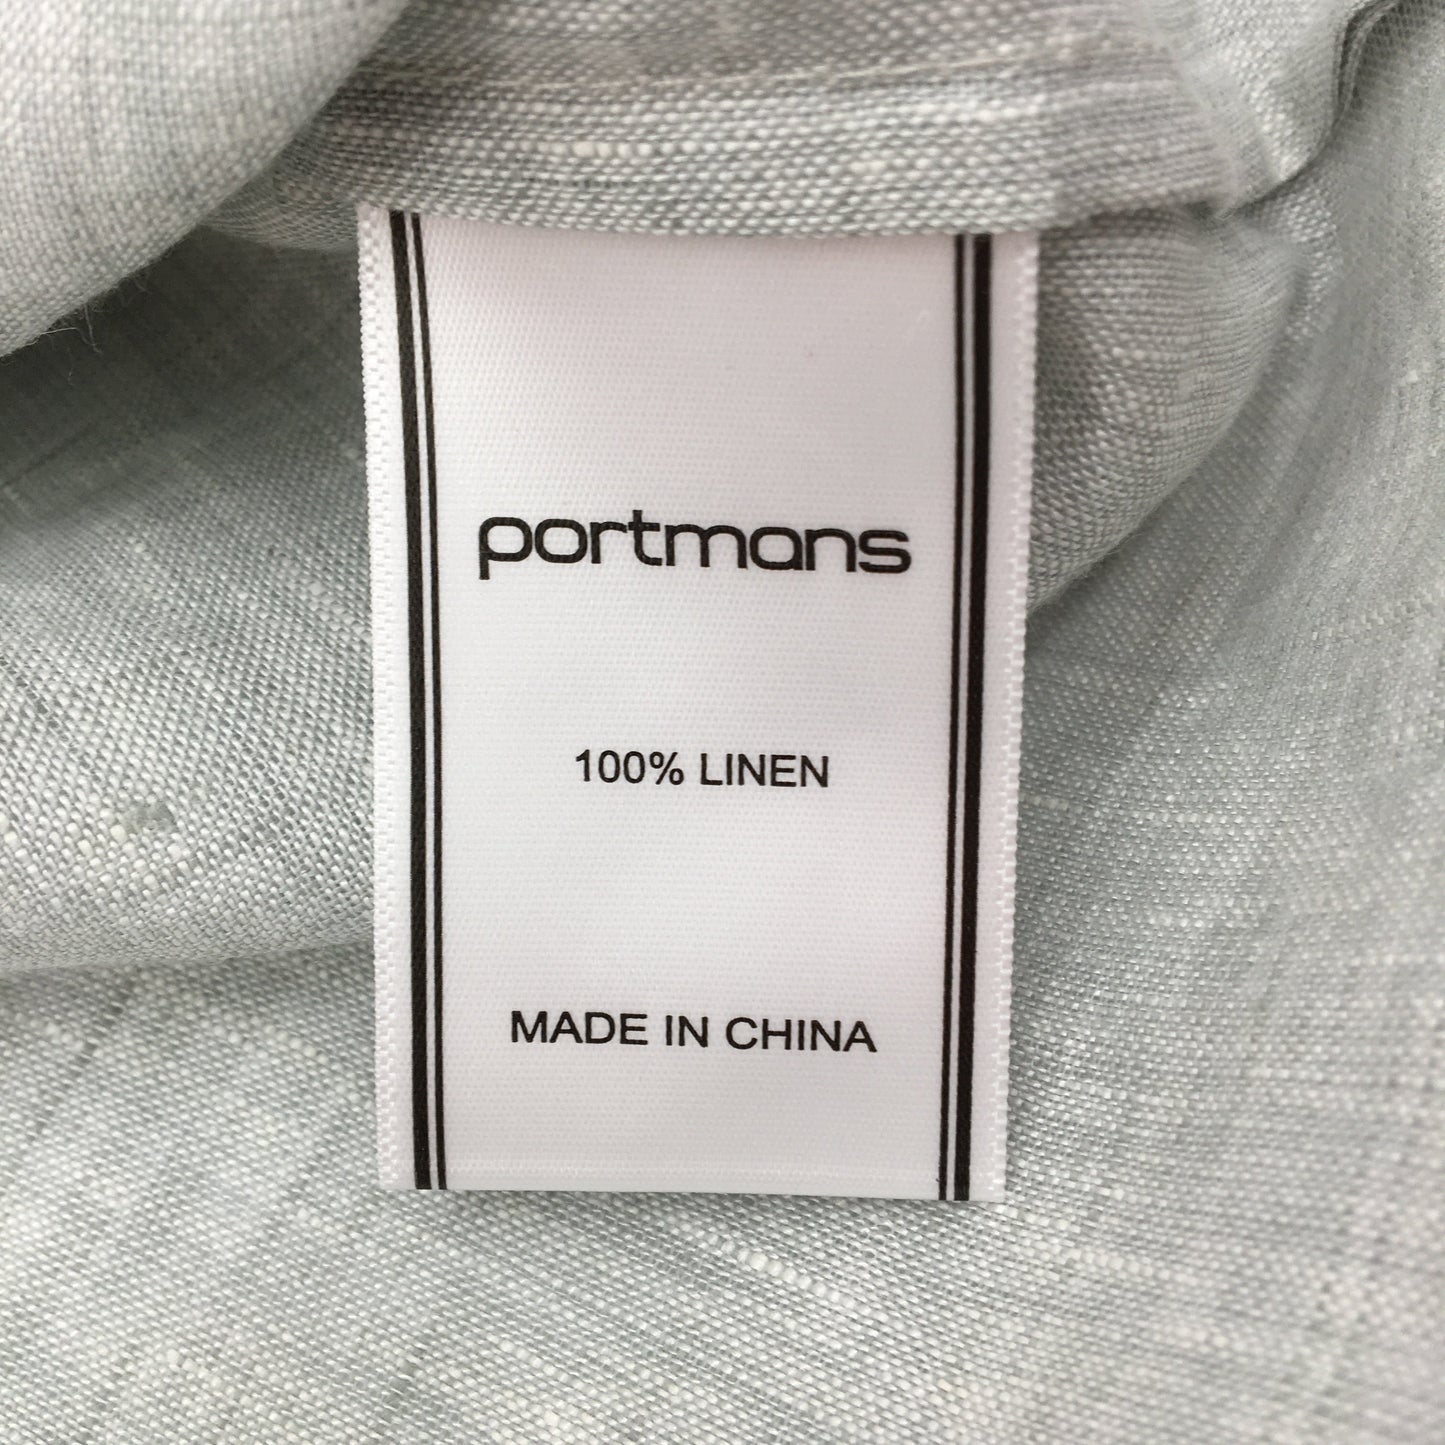 portmans
100% LINEN
MADE IN CHINA